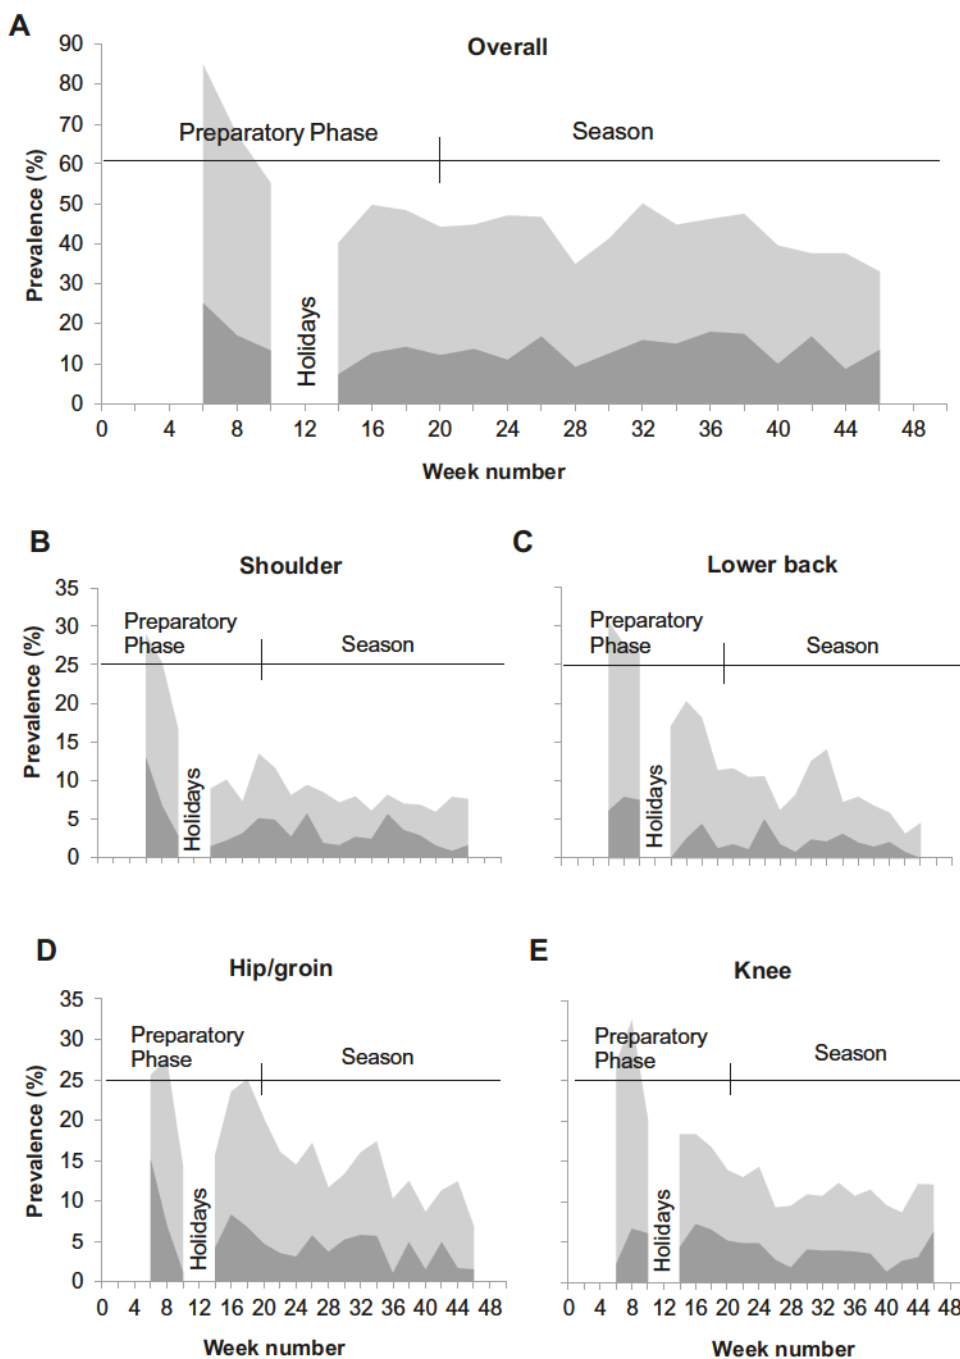 A
Overall
90
80
70
60
50
40
30
20
10
0
Prevalence (%)
Preparatory Phase
Season
Holidays
0 4 8 12 16 20 24 28 32 36 40 44 48
Week number
B
Shoulder
35
30
25
20
15
10
5
0
Prevalence (%)
Preparatory
Phase
Season
Holidays
C
Lower back
Preparatory
Phase
Season
Holidays
D
Hip/groin
35
30
25
20
15
10
5
0
Prevalence (%)
Preparatory
Phase
Season
Holidays
0 4 8 12 16 20 24 28 32 36 40 44 48
Week number
E
Knee
Preparatory
Phase
Season
Holidays
0 4 8 12 16 20 24 28 32 36 40 44 48
Week number